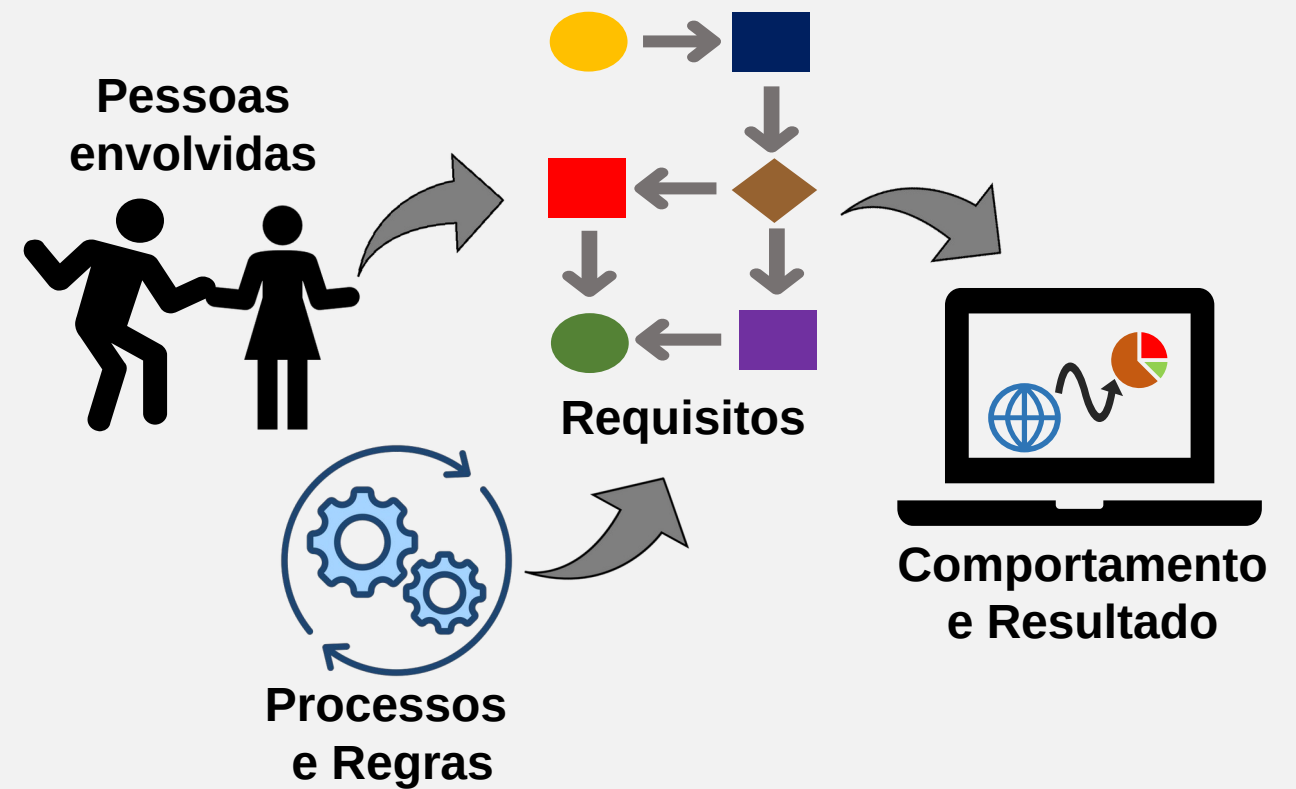 Pessoas
envolvidas
Requisitos
Processos
e Regras
Comportamento
e Resultado